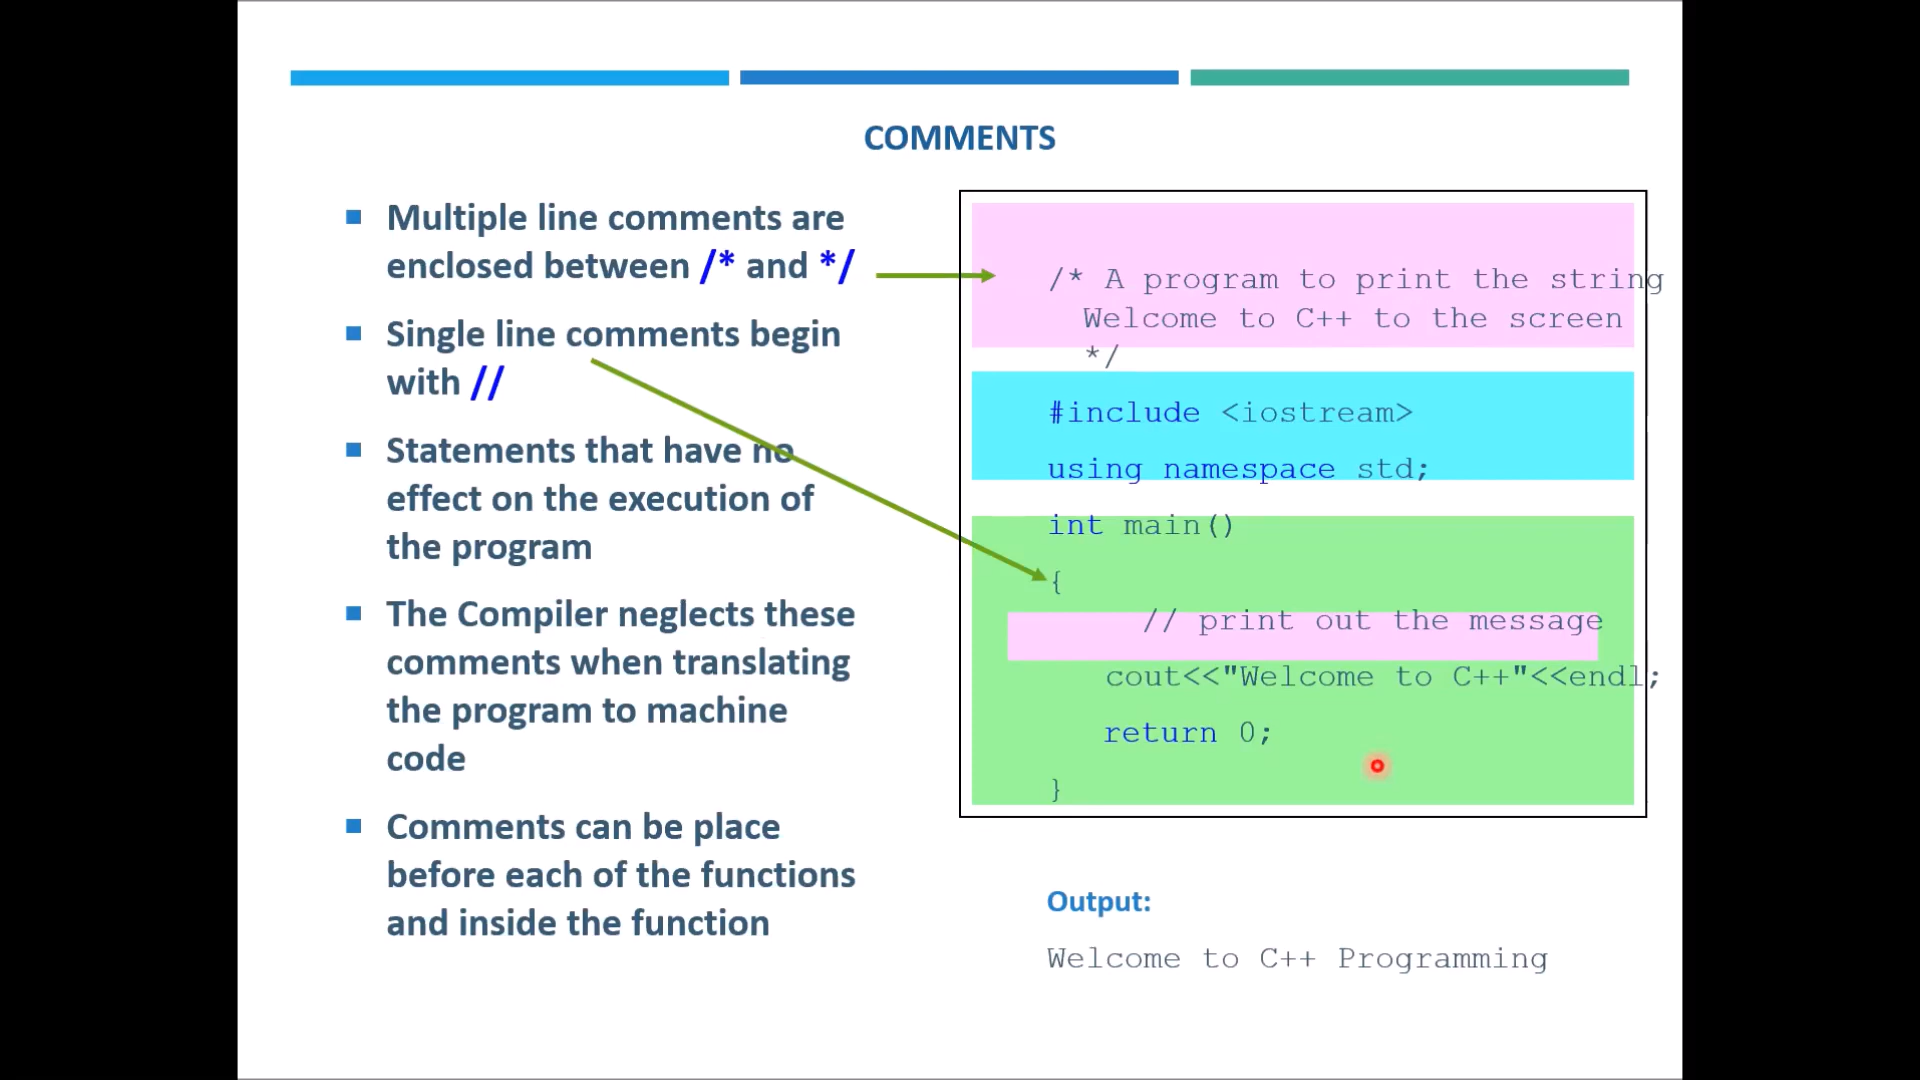 COMMENTS
Multiple line comments are
enclosed between /* and */
Single line comments begin
with //
Statements that have no
effect on the execution of
the program
The Compiler neglects these
comments when translating
the program to machine
code
Comments can be place
before each of the functions
and inside the function
/* A program to print the string
Welcome to C++ to the screen
*/
#include <iostream>
using namespace std;
int main()
{
// print out the message
cout<<"Welcome to C++"<<endl;
return 0;
}
Output:
Welcome to C++ Programming